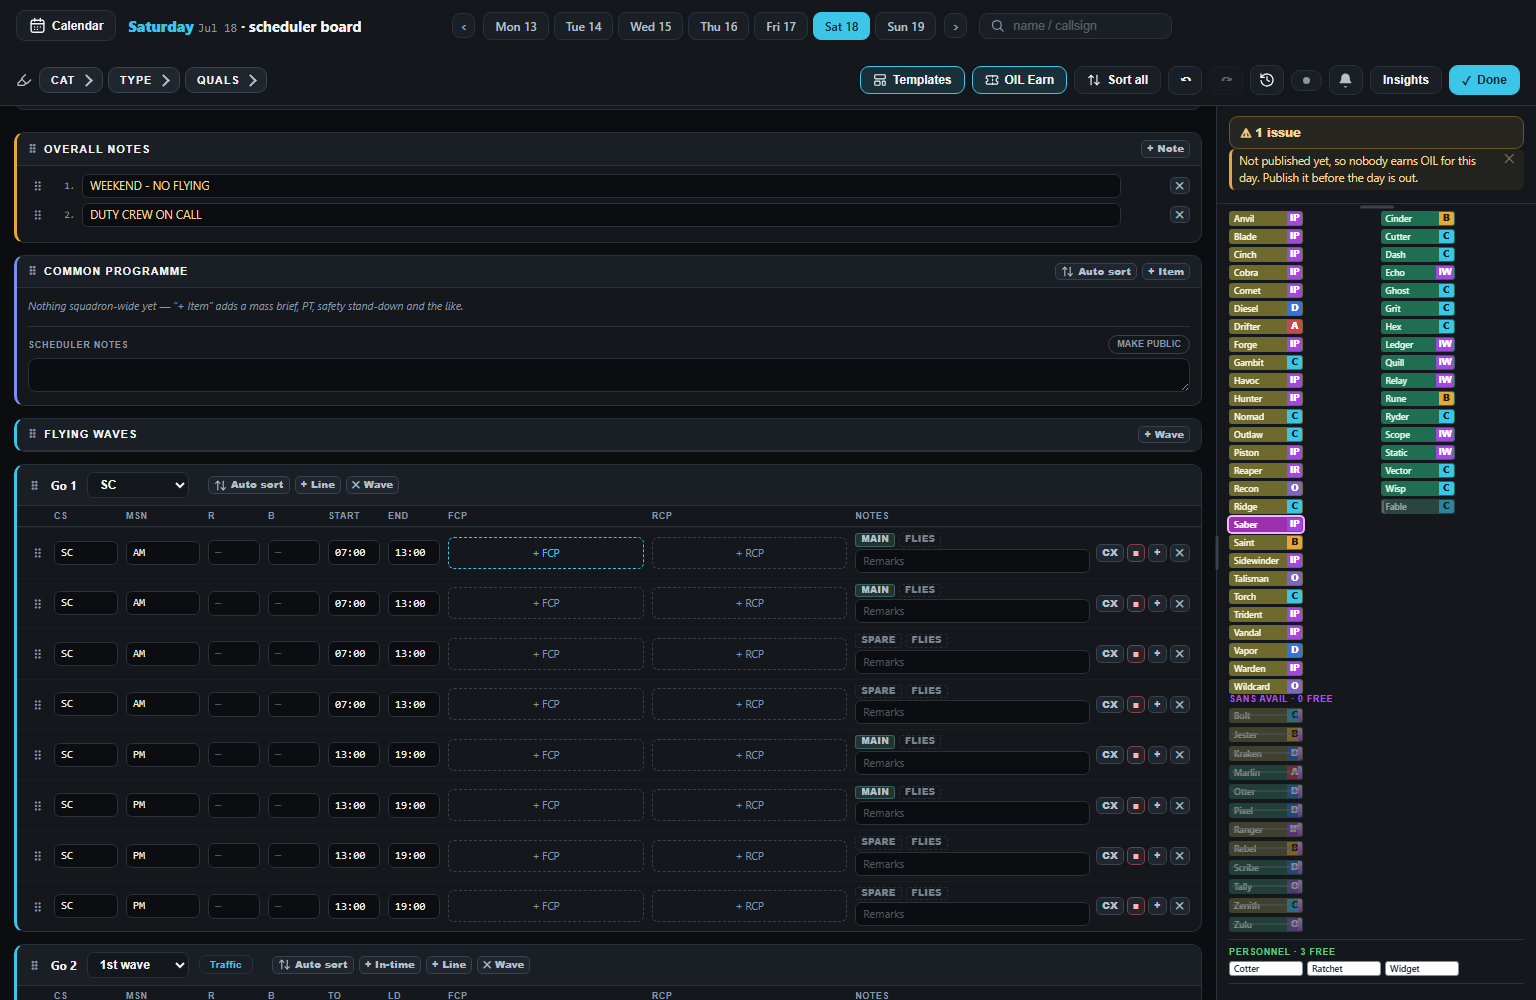 Calendar
Saturday Jul 18 · scheduler board
‹ Mon 13 Tue 14 Wed 15 Thu 16 Fri 17 Sat 18 Sun 19 ›
name / callsign
CAT TYPE QUALS
Templates OIL Earn Sort all Insights ✓ Done
⚠ 1 issue
Not published yet, so nobody earns OIL for this
day. Publish it before the day is out.
OVERALL NOTES + Note
1. WEEKEND - NO FLYING ✕
2. DUTY CREW ON CALL ✕
COMMON PROGRAMME Auto sort + Item
Nothing squadron-wide yet — "+ Item" adds a mass brief, PT, safety stand-down and the like.
SCHEDULER NOTES MAKE PUBLIC
FLYING WAVES + Wave
Go 1 SC Auto sort + Line ✕ Wave
CS MSN R B START END FCP RCP NOTES
SC AM – – 07:00 13:00 + FCP + RCP MAIN FLIES Remarks CX ■ + ✕
SC AM – – 07:00 13:00 + FCP + RCP MAIN FLIES Remarks CX ■ + ✕
SC AM – – 07:00 13:00 + FCP + RCP SPARE FLIES Remarks CX ■ + ✕
SC AM – – 07:00 13:00 + FCP + RCP SPARE FLIES Remarks CX ■ + ✕
SC PM – – 13:00 19:00 + FCP + RCP MAIN FLIES Remarks CX ■ + ✕
SC PM – – 13:00 19:00 + FCP + RCP MAIN FLIES Remarks CX ■ + ✕
SC PM – – 13:00 19:00 + FCP + RCP SPARE FLIES Remarks CX ■ + ✕
SC PM – – 13:00 19:00 + FCP + RCP SPARE FLIES Remarks CX ■ + ✕
Go 2 1st wave Traffic Auto sort + In-time + Line ✕ Wave
CS MSN R B TO LD FCP RCP NOTES
Anvil IP
Blade IP
Cinch IP
Cobra IP
Comet IP
Diesel D
Drifter A
Forge IP
Gambit C
Havoc IP
Hunter IP
Nomad C
Outlaw C
Piston IP
Reaper IR
Recon O
Ridge C
Saber IP
Saint B
Sidewinder IP
Talisman O
Torch C
Trident IP
Vandal IP
Vapor D
Warden IP
Wildcard O
Cinder B
Cutter C
Dash C
Echo IW
Ghost C
Grit C
Hex C
Ledger IW
Quill IW
Relay IW
Rune B
Ryder C
Scope IW
Static IW
Vector C
Wisp C
Fable C
SANS AVAIL · 0 FREE
Bolt C
Jester B
Kraken D
Marlin A
Otter D
Pixel D
Ranger
Rebel B
Scribe D
Tally O
Zenith C
Zulu O
PERSONNEL · 3 FREE
Cotter Ratchet Widget